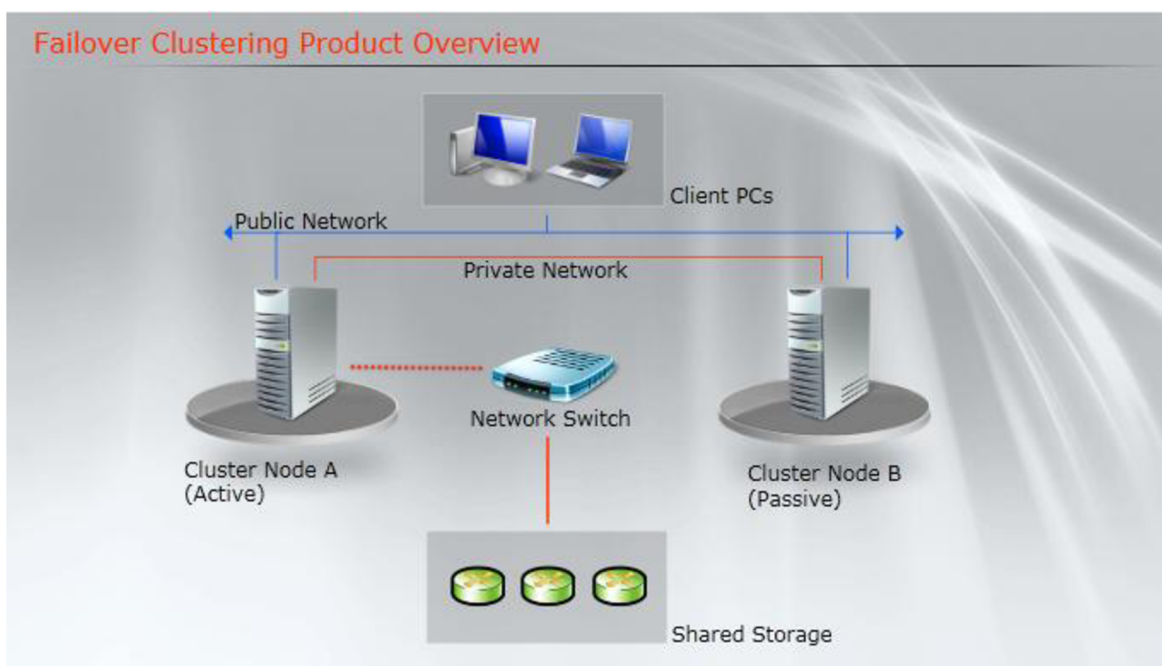 Failover Clustering Product Overview
Client PCs
Public Network
Private Network
Network Switch
Cluster Node A
(Active)
Cluster Node B
(Passive)
Shared Storage